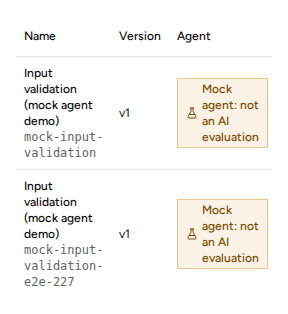 Name Version Agent
Input
validation
(mock agent
demo)
mock-input-
validation
v1
Mock
agent: not
an AI
evaluation
Input
validation
(mock agent
demo)
mock-input-
validation-
e2e-227
v1
Mock
agent: not
an AI
evaluation